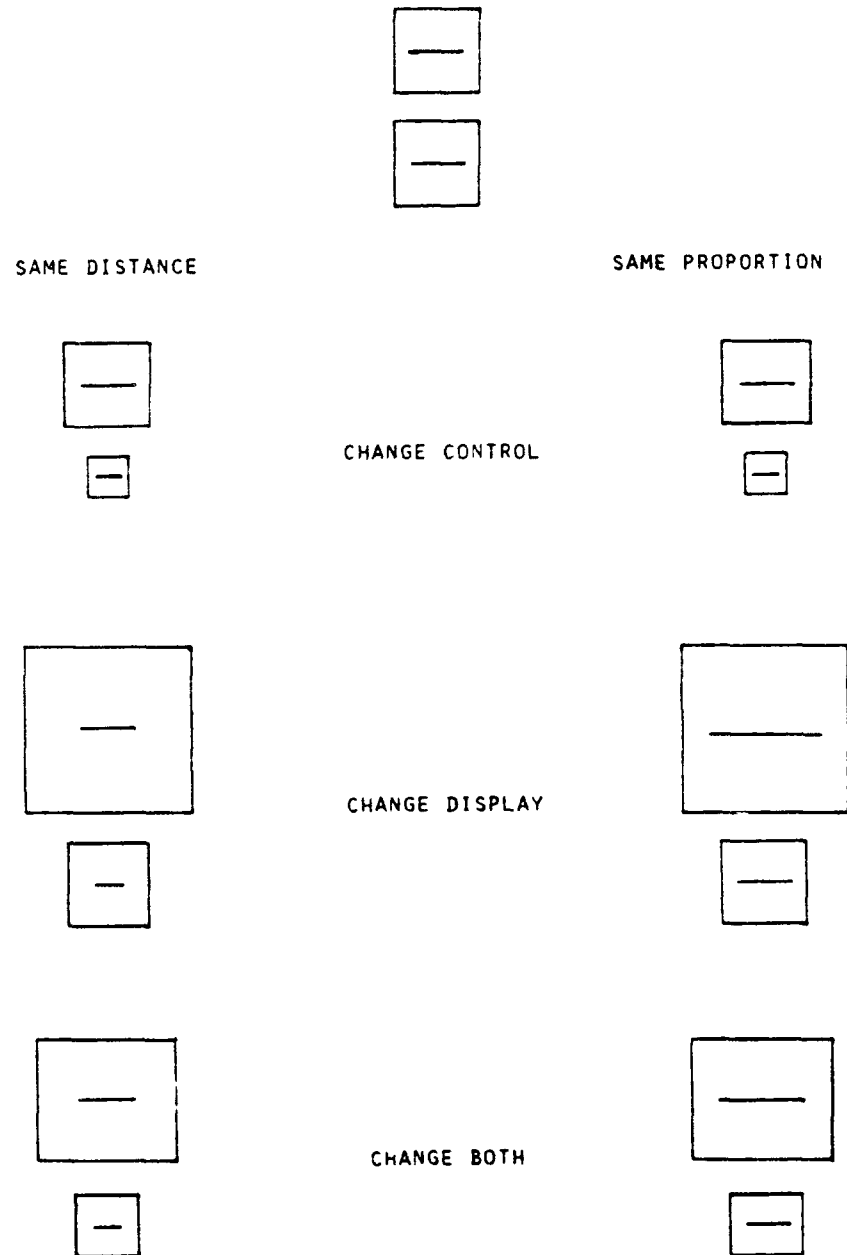 SAME DISTANCE
SAME PROPORTION
CHANGE CONTROL
CHANGE DISPLAY
CHANGE BOTH